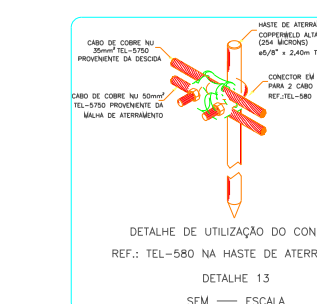 HASTE DE ATERRA
COPPERWELD ALTA
(254 MICRONS)
ø5/8" x 2,40m T
CABO DE COBRE NU
35mm² TEL-5750
PROVENIENTE DA DESCIDA
CONECTOR EM
PARA 2 CABO
REF.:TEL-580
CABO DE COBRE NU 50mm²
TEL-5750 PROVENIENTE DA
MALHA DE ATERRAMENTO
DETALHE DE UTILIZAÇÃO DO CON
REF.: TEL-580 NA HASTE DE ATERR
DETALHE 13
SEM — ESCALA